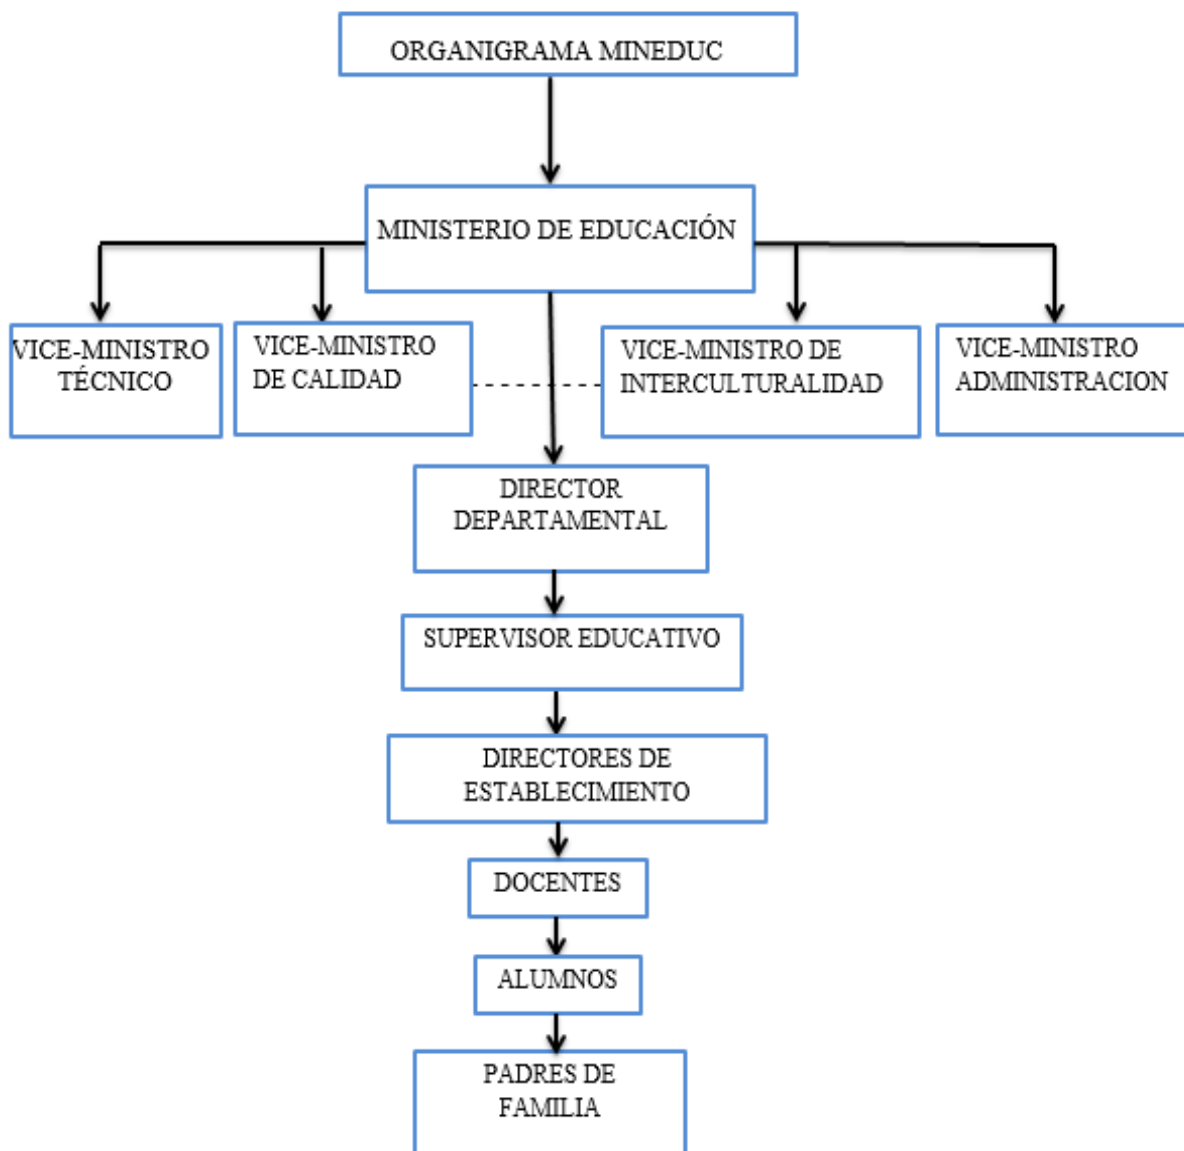 ORGANIGRAMA MINEDUC
MINISTERIO DE EDUCACIÓN
VICE-MINISTRO
TÉCNICO
VICE-MINISTRO
DE CALIDAD
VICE-MINISTRO DE
INTERCULTURALIDAD
VICE-MINISTRO
ADMINISTRACION
DIRECTOR
DEPARTAMENTAL
SUPERVISOR EDUCATIVO
DIRECTORES DE
ESTABLECIMIENTO
DOCENTES
ALUMNOS
PADRES DE
FAMILIA